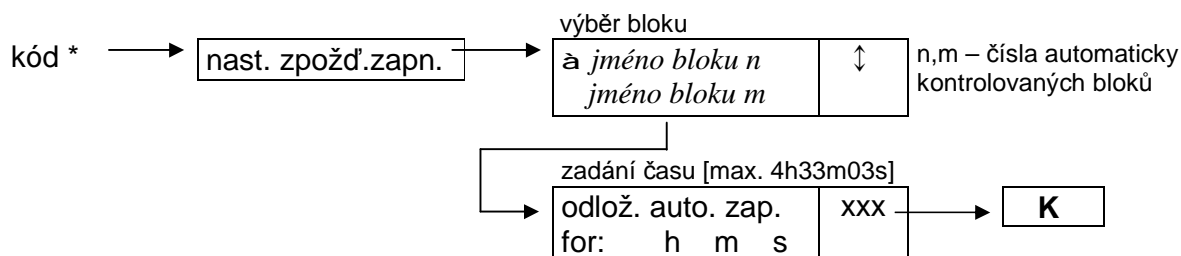 výběr bloku
kód *
nast. zpožď.zapn.
à jméno bloku n
↕
jméno bloku m
n,m – čísla automaticky
kontrolovaných bloků
zadání času [max. 4h33m03s]
odlož. auto. zap.
xxx
K
for: h m s